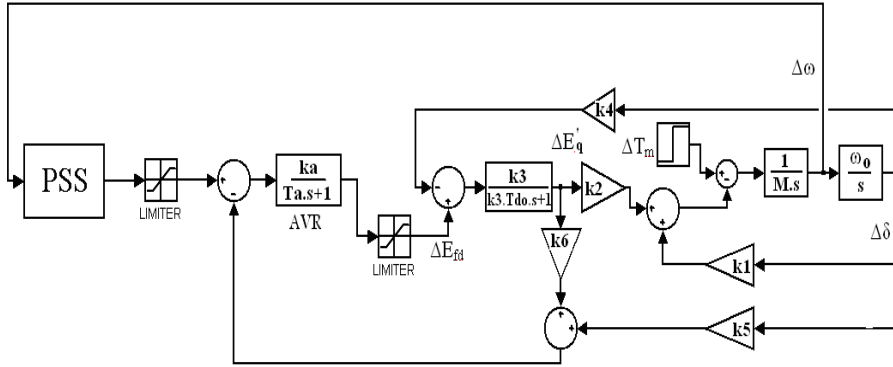 Δω
k4
ΔE'q
ΔTm
PSS
LIMITER
ka
Ta.s+1
AVR
LIMITER
ΔEfd
k3
k3.Tdo.s+1
k2
k6
1
M.s
ωo
s
Δδ
k1
k5